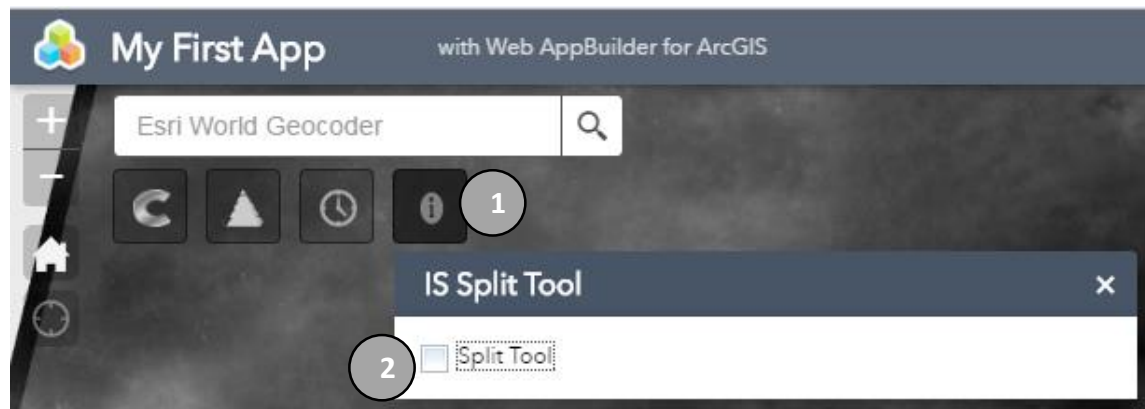 My First App with Web AppBuilder for ArcGIS
Esri World Geocoder
1
IS Split Tool
2 Split Tool